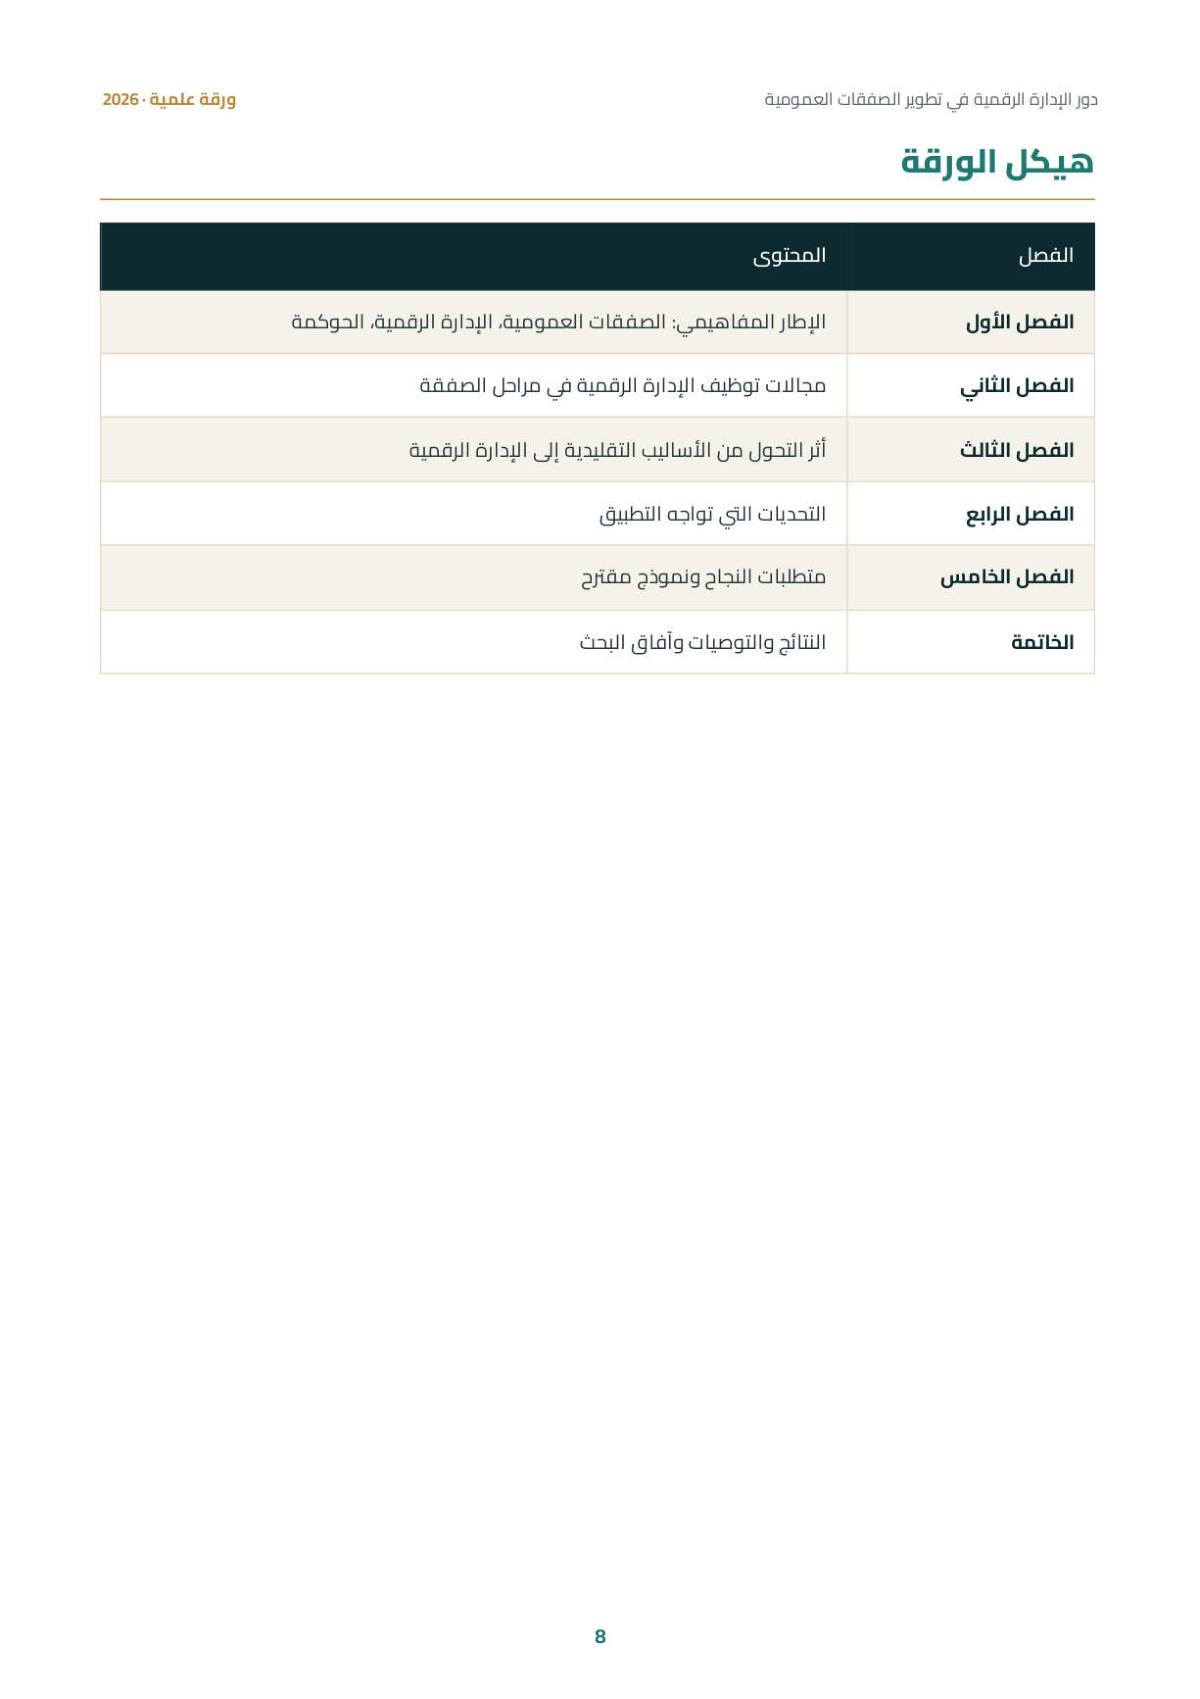 دور الإدارة الرقمية في تطوير الصفقات العمومية
ورقة علمية · 2026
هيكل الورقة
الفصل المحتوى
الفصل الأول الإطار المفاهيمي: الصفقات العمومية، الإدارة الرقمية، الحوكمة
الفصل الثاني مجالات توظيف الإدارة الرقمية في مراحل الصفقة
الفصل الثالث أثر التحول من الأساليب التقليدية إلى الإدارة الرقمية
الفصل الرابع التحديات التي تواجه التطبيق
الفصل الخامس متطلبات النجاح ونموذج مقترح
الخاتمة النتائج والتوصيات وآفاق البحث
8